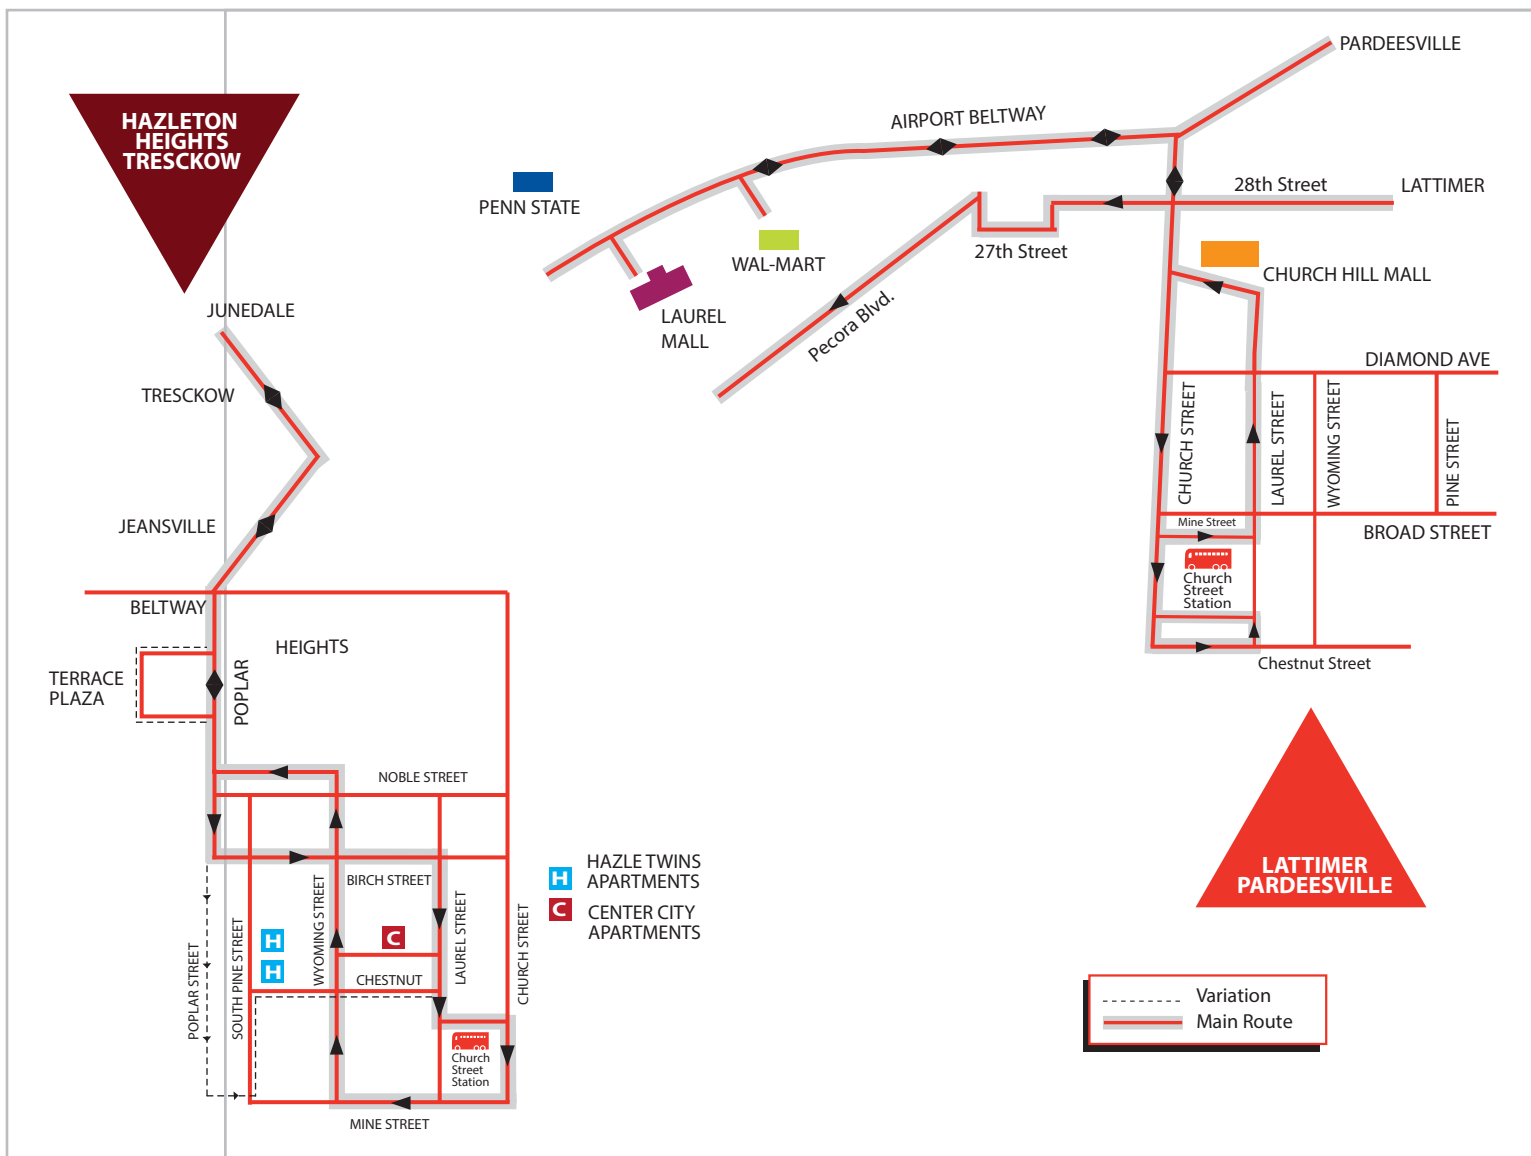 HAZLETON
HEIGHTS
TRESCKOW
JUNEDALE
TRESCKOW
JEANSVILLE
BELTWAY
HEIGHTS
TERRACE
PLAZA
POPLAR
NOBLE STREET
BIRCH STREET
WYOMING STREET
LAUREL STREET
CHURCH STREET
SOUTH PINE STREET
POPLAR STREET
H
H
C
CHESTNUT
Church
Street
Station
MINE STREET
H
HAZLE TWINS
APARTMENTS
C
CENTER CITY
APARTMENTS
PENN STATE
LAUREL
MALL
WAL-MART
AIRPORT BELTWAY
PARDEESVILLE
28th Street
LATTIMER
27th Street
Pecora Blvd.
CHURCH HILL MALL
DIAMOND AVE
CHURCH STREET
LAUREL STREET
WYOMING STREET
PINE STREET
Mine Street
BROAD STREET
Church
Street
Station
Chestnut Street
LATTIMER
PARDEESVILLE
Variation
Main Route